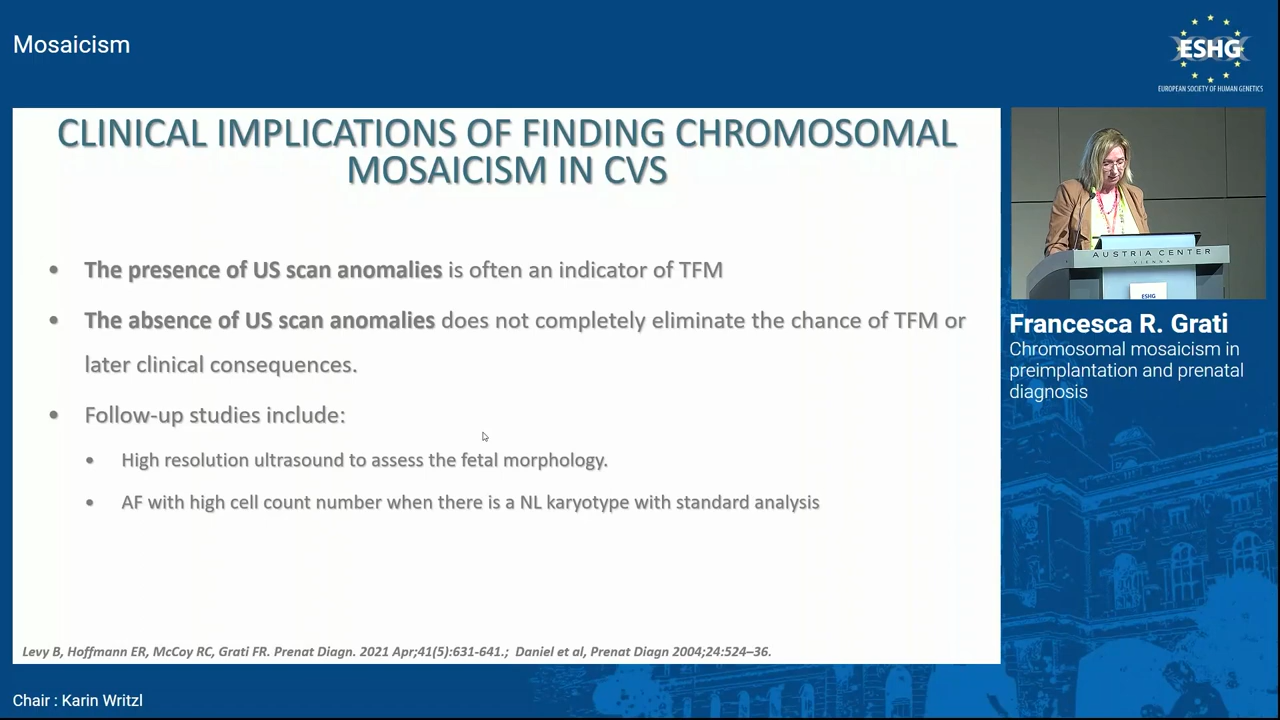 Mosaicism
ESHG
EUROPEAN SOCIETY OF HUMAN GENETICS
CLINICAL IMPLICATIONS OF FINDING CHROMOSOMAL
MOSAICISM IN CVS
• The presence of US scan anomalies is often an indicator of TFM
• The absence of US scan anomalies does not completely eliminate the chance of TFM or
later clinical consequences.
• Follow-up studies include:
• High resolution ultrasound to assess the fetal morphology.
• AF with high cell count number when there is a NL karyotype with standard analysis
Levy B, Hoffmann ER, McCoy RC, Grati FR. Prenat Diagn. 2021 Apr;41(5):631-641.; Daniel et al, Prenat Diagn 2004;24:524–36.
AUSTRIA CENTER
VIENNA
ESHG
Francesca R. Grati
Chromosomal mosaicism in
preimplantation and prenatal
diagnosis
Chair : Karin Writzl